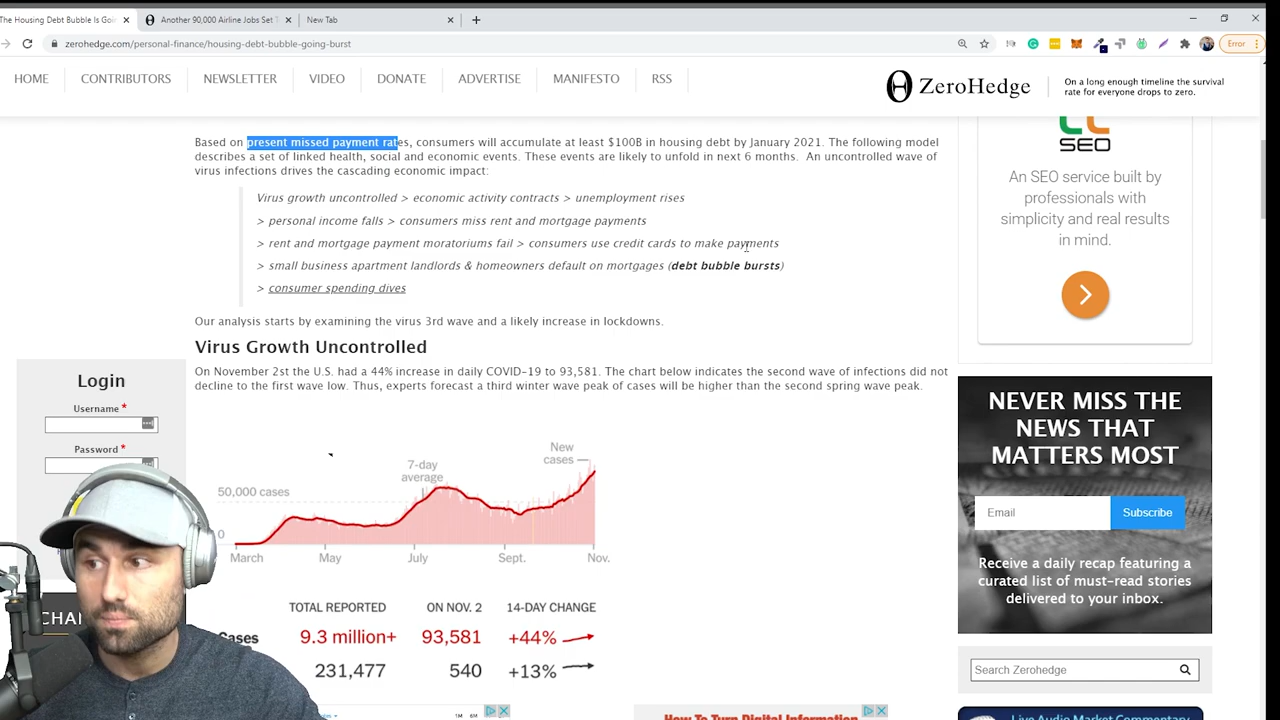 The Housing Debt Bubble Is Goi
Another 90,000 Airline Jobs Set T
New Tab
zerohedge.com/personal-finance/housing-debt-bubble-going-burst
Error
HOME
CONTRIBUTORS
NEWSLETTER
VIDEO
DONATE
ADVERTISE
MANIFESTO
RSS
ZeroHedge
On a long enough timeline the survival
rate for everyone drops to zero.
Based on present missed payment rates, consumers will accumulate at least $100B in housing debt by January 2021. The following model
describes a set of linked health, social and economic events. These events are likely to unfold in next 6 months. An uncontrolled wave of
virus infections drives the cascading economic impact:
Virus growth uncontrolled > economic activity contracts > unemployment rises
> personal income falls > consumers miss rent and mortgage payments
> rent and mortgage payment moratoriums fail > consumers use credit cards to make payments
> small business apartment landlords & homeowners default on mortgages (debt bubble bursts)
> consumer spending dives
Our analysis starts by examining the virus 3rd wave and a likely increase in lockdowns.
Virus Growth Uncontrolled
On November 2st the U.S. had a 44% increase in daily COVID-19 to 93,581. The chart below indicates the second wave of infections did not
decline to the first wave low. Thus, experts forecast a third winter wave peak of cases will be higher than the second spring wave peak.
Login
Username *
Password *
CHA
New
cases
7-day
average
50,000 cases
0
March
May
July
Sept.
Nov.
TOTAL REPORTED
ON NOV. 2
14-DAY CHANGE
Cases
9.3 million+
93,581
+44%
231,477
540
+13%
1M 6M
How To Turn Digital Information
SEO
An SEO service built by
professionals with
simplicity and real results
in mind.
NEVER MISS THE
NEWS THAT
MATTERS MOST
Email
Subscribe
Receive a daily recap featuring a
curated list of must-read stories
delivered to your inbox.
Search Zerohedge
Live Audio Market Commentary